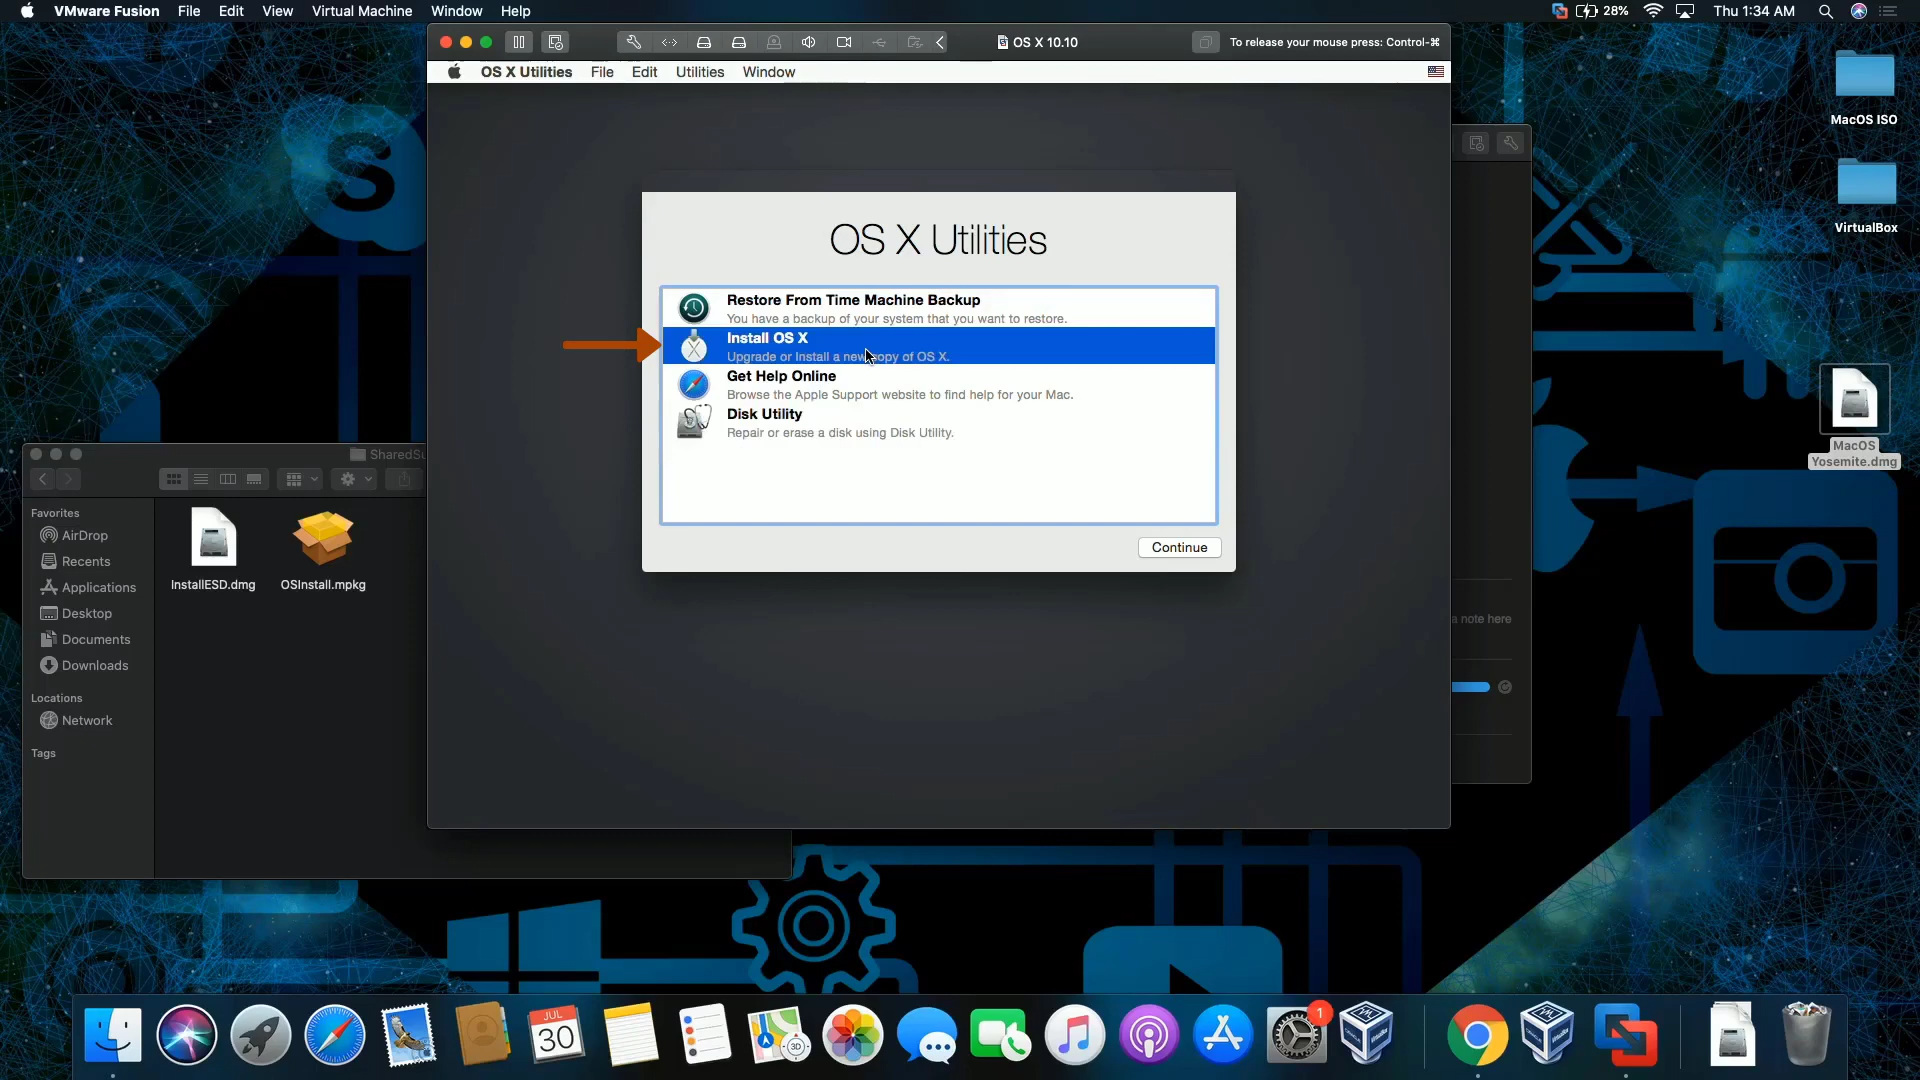 VMware Fusion File Edit View Virtual Machine Window Help
28% Thu 1:34 AM
OS X 10.10
To release your mouse press: Control-⌘
OS X Utilities File Edit Utilities Window
OS X Utilities
Restore From Time Machine Backup
You have a backup of your system that you want to restore.
Install OS X
Upgrade or Install a new copy of OS X.
Get Help Online
Browse the Apple Support website to find help for your Mac.
Disk Utility
Repair or erase a disk using Disk Utility.
Continue
MacOS ISO
VirtualBox
MacOS
Yosemite.dmg
Favorites
AirDrop
Recents
Applications
Desktop
Documents
Downloads
Locations
Network
Tags
InstallESD.dmg
OSInstall.mpkg
note here
JUL
30
3D
1